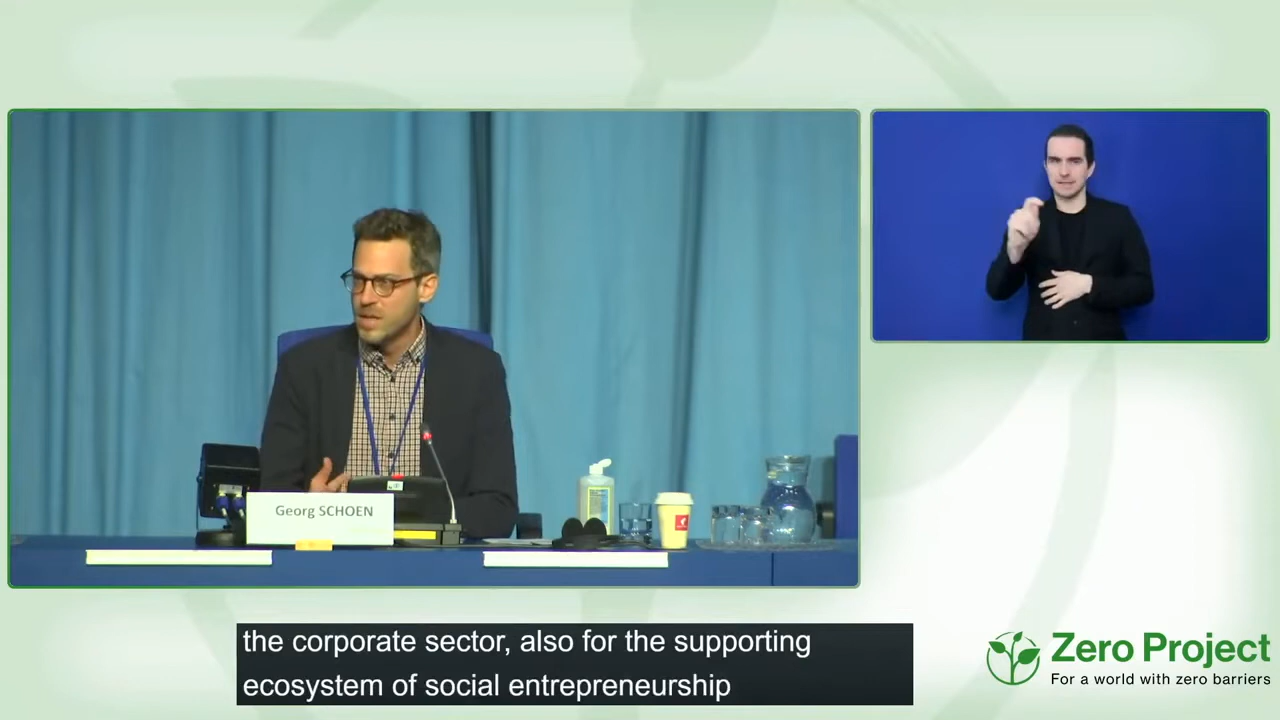 Georg SCHOEN
the corporate sector, also for the supporting
ecosystem of social entrepreneurship
Zero Project
For a world with zero barriers